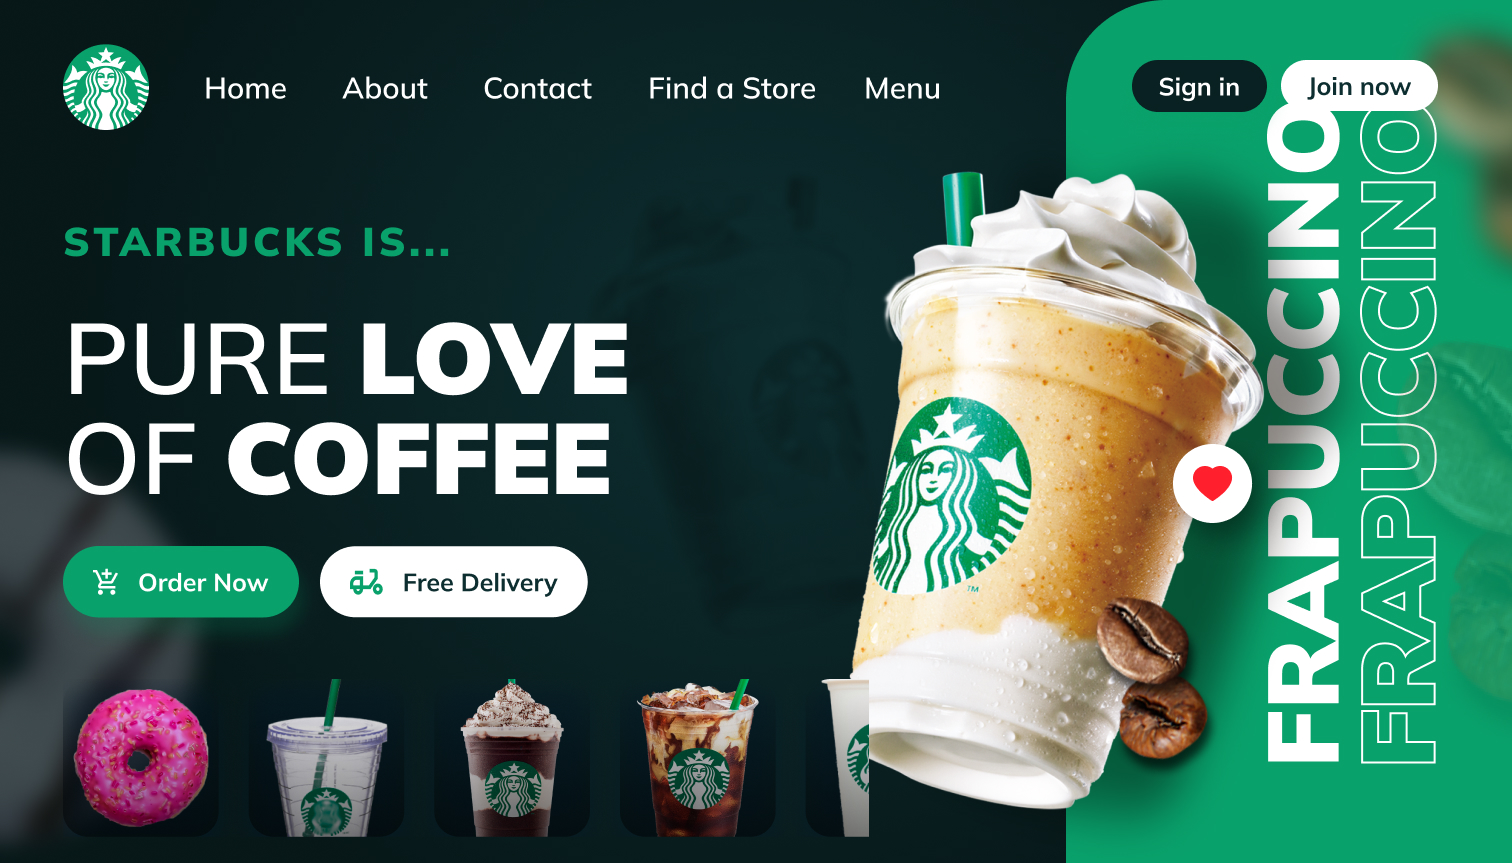 Home About Contact Find a Store Menu
Sign in Join now
STARBUCKS IS...
PURE LOVE
OF COFFEE
Order Now Free Delivery
FRAPUCCINO
FRAPUCCINO
TM